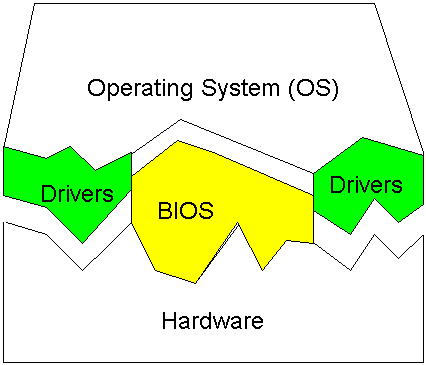 Operating System (OS)
Drivers
Drivers
BIOS
Hardware